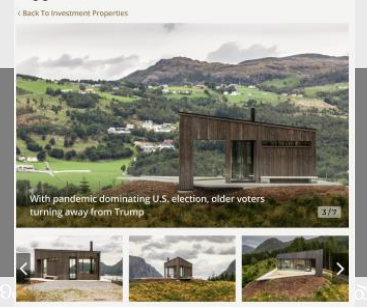 ‹ Back To Investment Properties
With pandemic dominating U.S. election, older voters
turning away from Trump
3/7